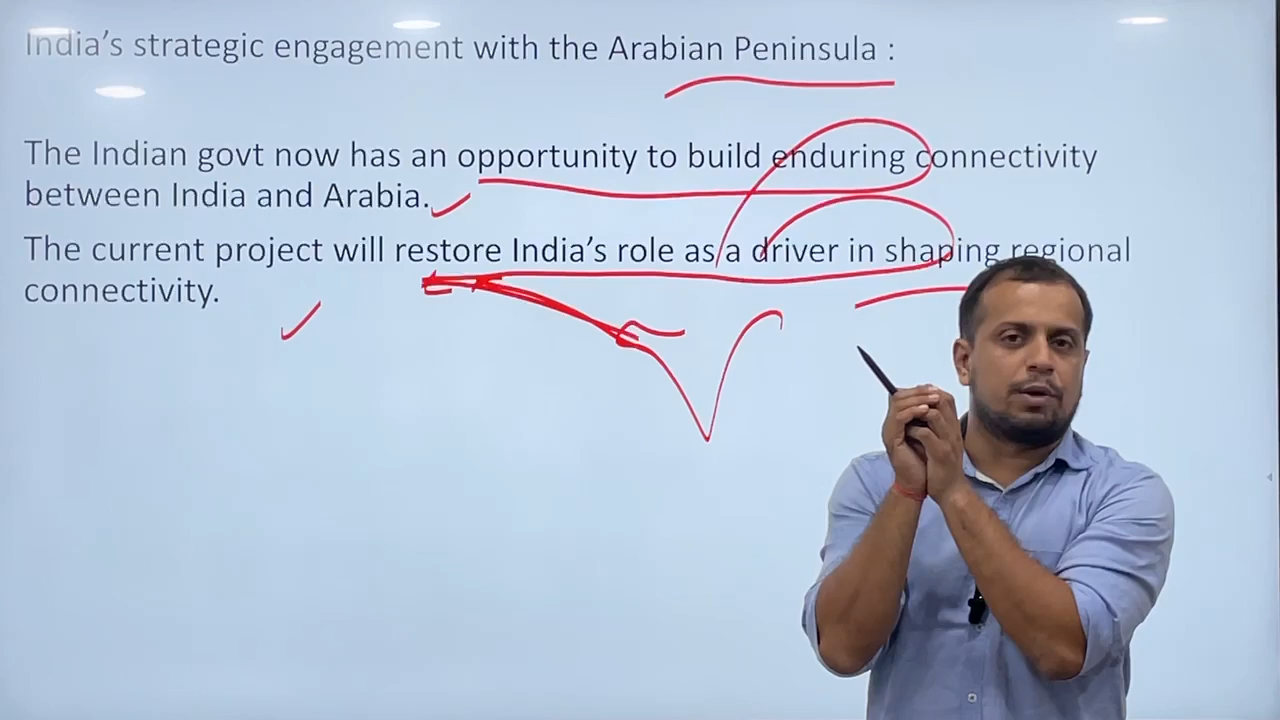 India's strategic engagement with the Arabian Peninsula :
The Indian govt now has an opportunity to build enduring connectivity
between India and Arabia.
The current project will restore India's role as a driver in shaping regional
connectivity.